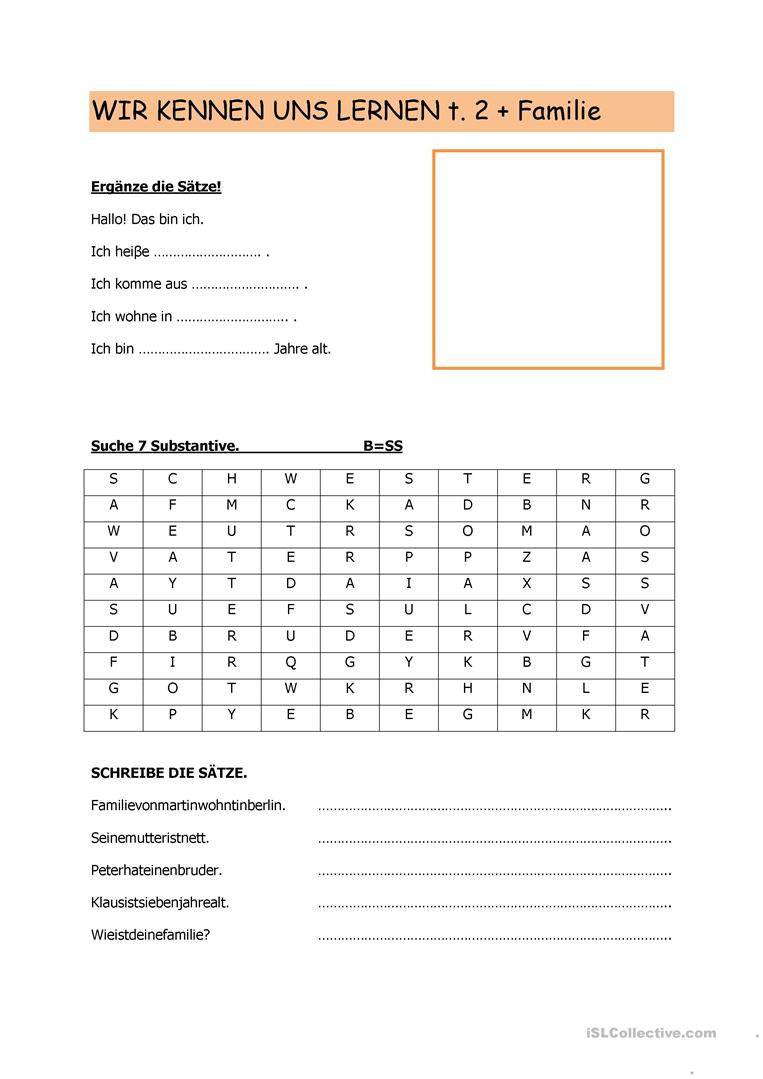 WIR KENNEN UNS LERNEN t. 2 + Familie
Ergänze die Sätze!
Hallo! Das bin ich.
Ich heiβe ………………………. .
Ich komme aus ………………………. .
Ich wohne in ……………………….. .
Ich bin ……………………………. Jahre alt.
Suche 7 Substantive. B=SS
S C H W E S T E R G
A F M C K A D B N R
W E U T R S O M A O
V A T E R P P Z A S
A Y T D A I A X S S
S U E F S U L C D V
D B R U D E R V F A
F I R Q G Y K B G T
G O T W K R H N L E
K P Y E B E G M K R
SCHREIBE DIE SÄTZE.
Familievonmartinwohntinberlin. ………………………………………………………………………………..
Seinemutteristnett. ………………………………………………………………………………..
Peterhateinenbruder. ………………………………………………………………………………..
Klausistsiebenjahrealt. ………………………………………………………………………………..
Wieistdeinefamilie? ………………………………………………………………………………..
iSLCollective.com